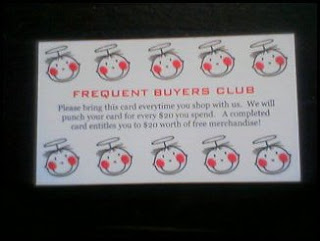 FREQUENT BUYERS CLUB
Please bring this card everytime you shop with us. We will
punch your card for every $20 you spend. A completed
card entitles you to $20 worth of free merchandise!